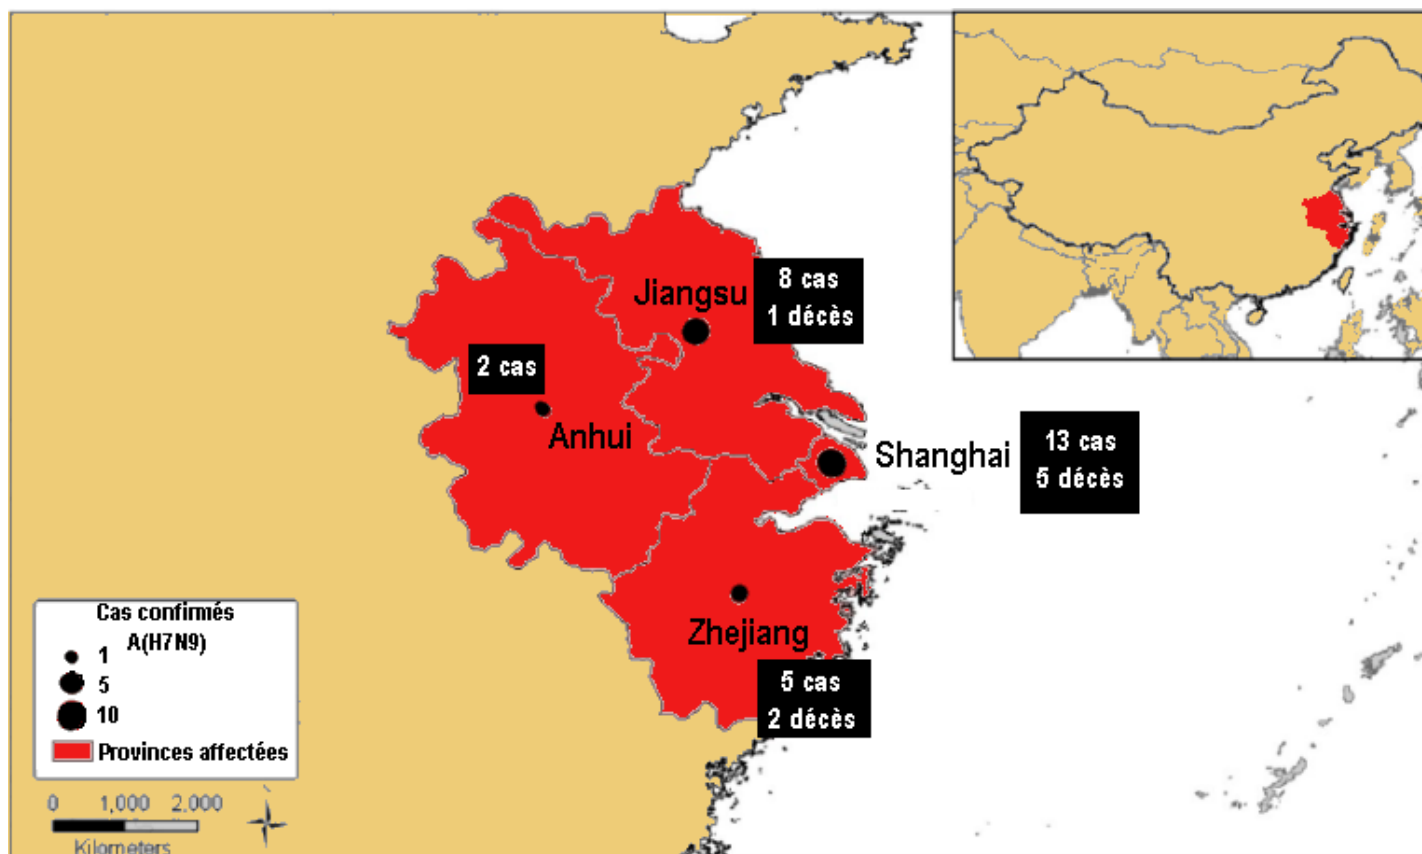 8 cas
1 décès
Jiangsu
2 cas
Anhui
Shanghai
13 cas
5 décès
Zhejiang
5 cas
2 décès
Cas confirmés
A(H7N9)
1
5
10
Provinces affectées
0 1,000 2,000
Kilometers